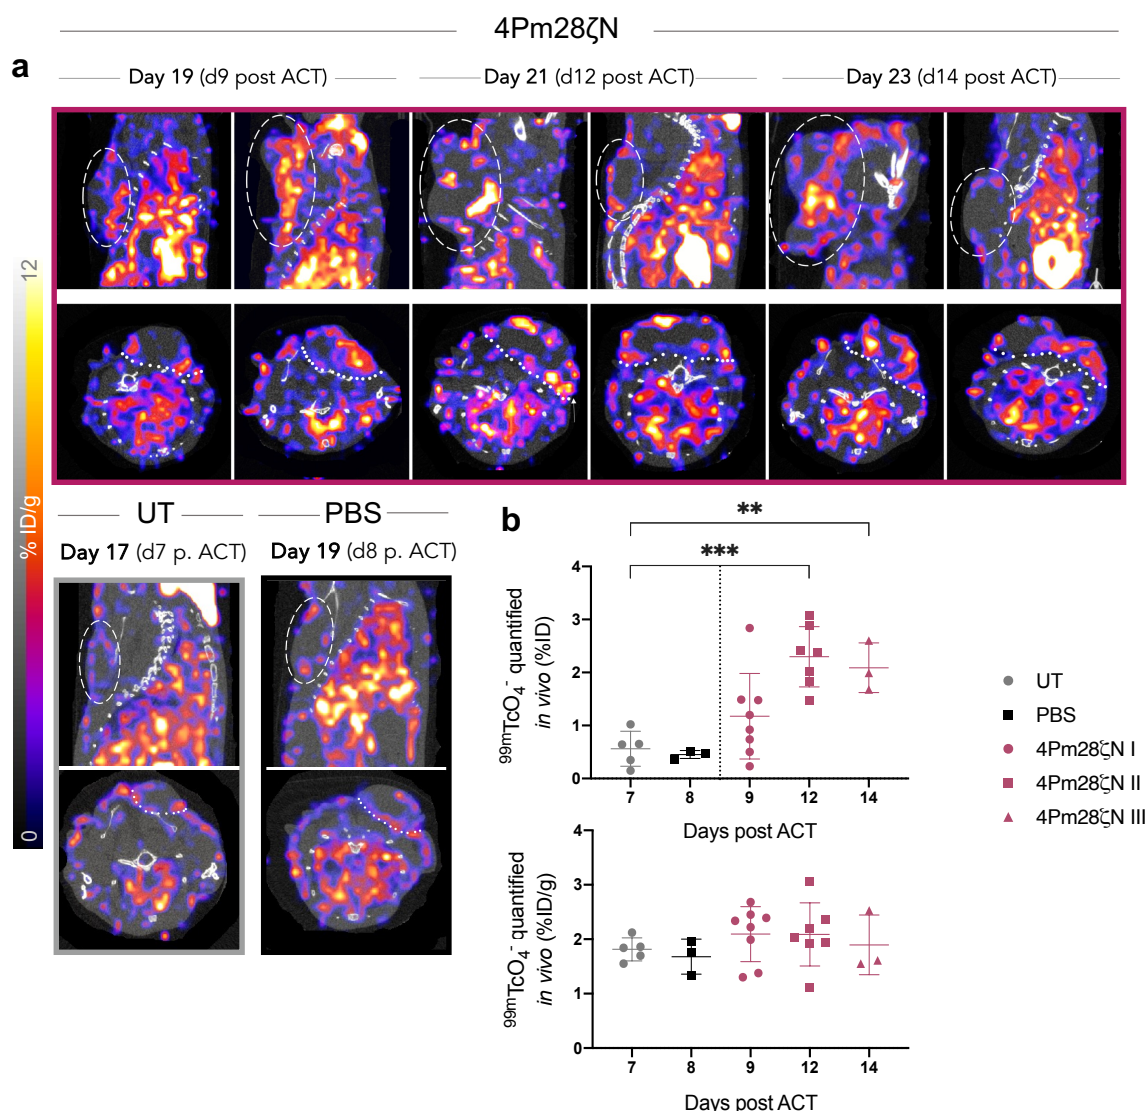 4Pm28ζN
a
Day 19 (d9 post ACT)
Day 21 (d12 post ACT)
Day 23 (d14 post ACT)
12
% ID/g
0
UT
PBS
Day 17 (d7 p. ACT)
Day 19 (d8 p. ACT)
b
**
***
99mTcO4- quantified
in vivo (%ID)
4
3
2
1
0
7 8 9 12 14
Days post ACT
UT
PBS
4Pm28ζN I
4Pm28ζN II
4Pm28ζN III
99mTcO4- quantified
in vivo (%ID/g)
4
3
2
1
0
7 8 9 12 14
Days post ACT